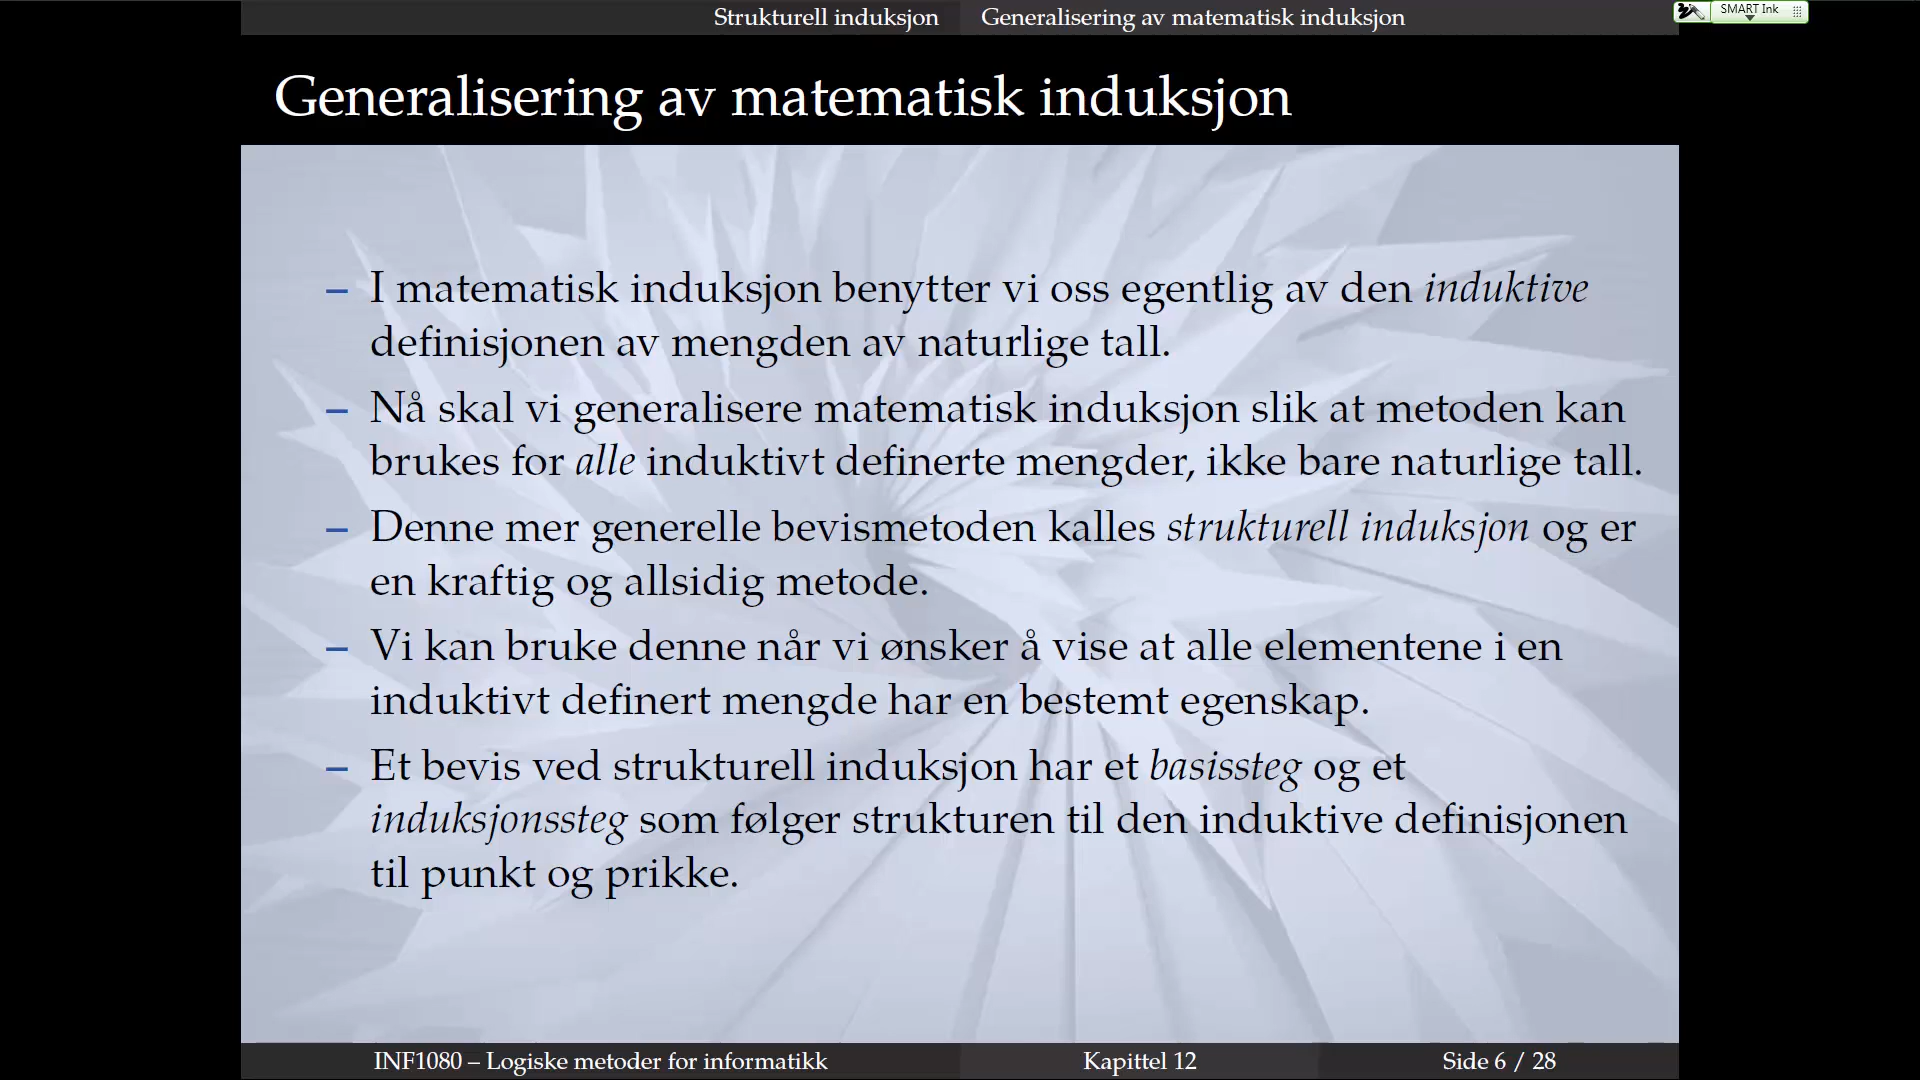 Strukturell induksjon Generalisering av matematisk induksjon
SMART Ink
Generalisering av matematisk induksjon
– I matematisk induksjon benytter vi oss egentlig av den induktive
definisjonen av mengden av naturlige tall.
– Nå skal vi generalisere matematisk induksjon slik at metoden kan
brukes for alle induktivt definerte mengder, ikke bare naturlige tall.
– Denne mer generelle bevismetoden kalles strukturell induksjon og er
en kraftig og allsidig metode.
– Vi kan bruke denne når vi ønsker å vise at alle elementene i en
induktivt definert mengde har en bestemt egenskap.
– Et bevis ved strukturell induksjon har et basissteg og et
induksjonssteg som følger strukturen til den induktive definisjonen
til punkt og prikke.
INF1080 – Logiske metoder for informatikk Kapittel 12 Side 6 / 28